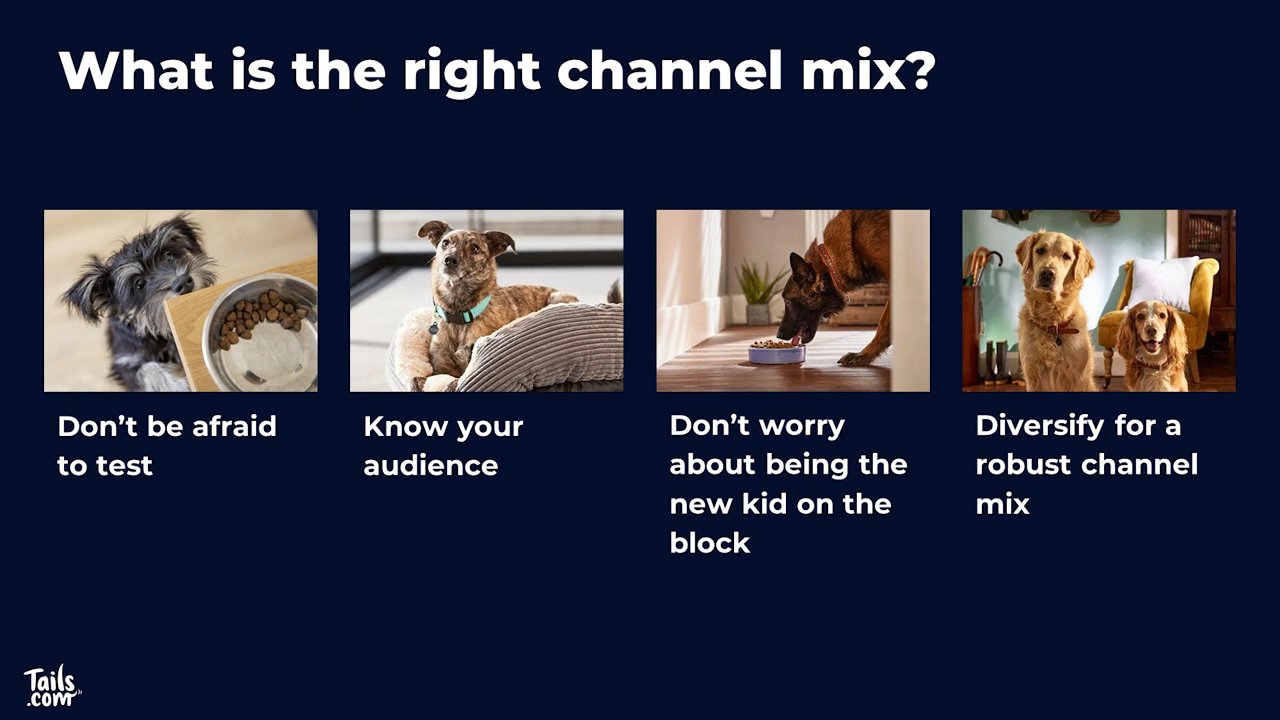 What is the right channel mix?
Don’t be afraid
to test
Know your
audience
Don’t worry
about being the
new kid on the
block
Diversify for a
robust channel
mix
Tails
.com